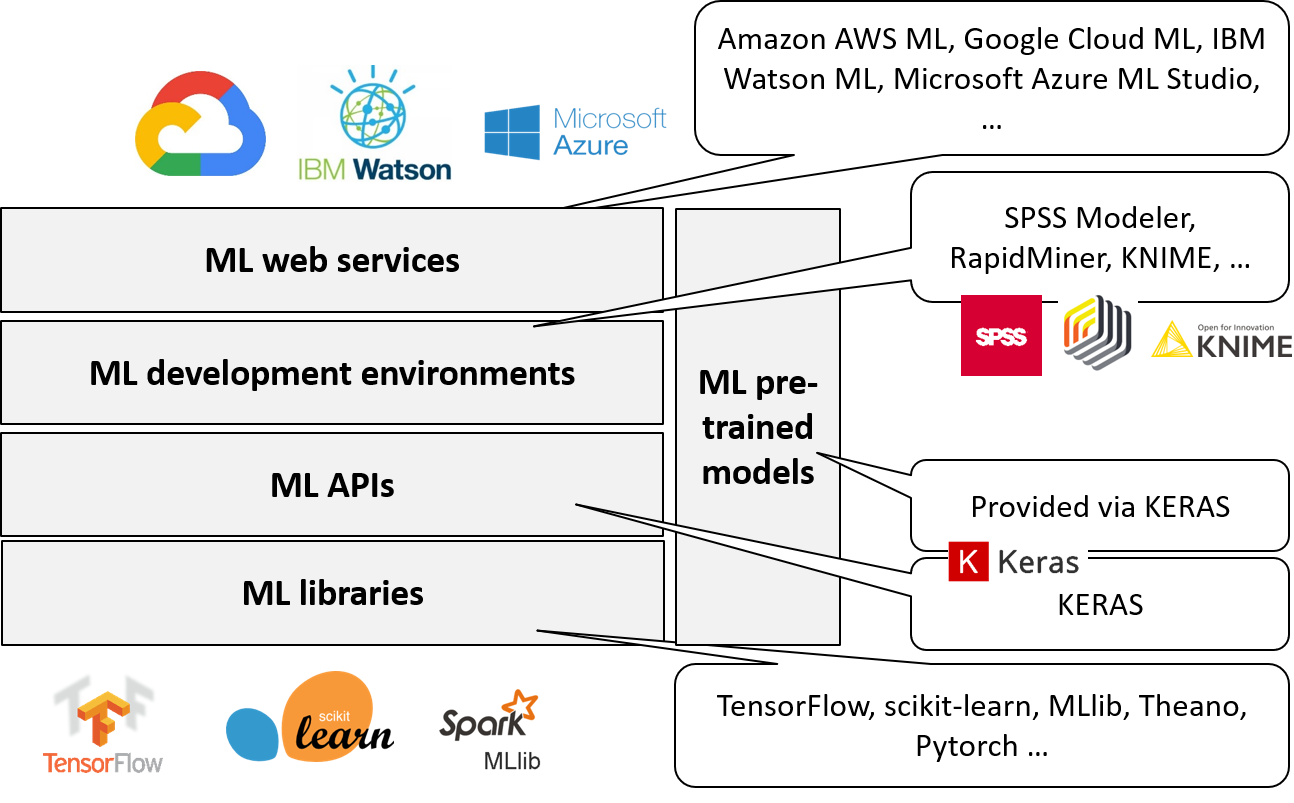 Amazon AWS ML, Google Cloud ML, IBM
Watson ML, Microsoft Azure ML Studio,
...
IBM Watson
Microsoft
Azure
ML web services
SPSS Modeler,
RapidMiner, KNIME, ...
SPSS
Open for Innovation
KNIME
ML development environments
ML pre-
trained
models
ML APIs
Provided via KERAS
K Keras
KERAS
ML libraries
TensorFlow, scikit-learn, MLlib, Theano,
Pytorch ...
TensorFlow
scikit
learn
Spark
MLlib